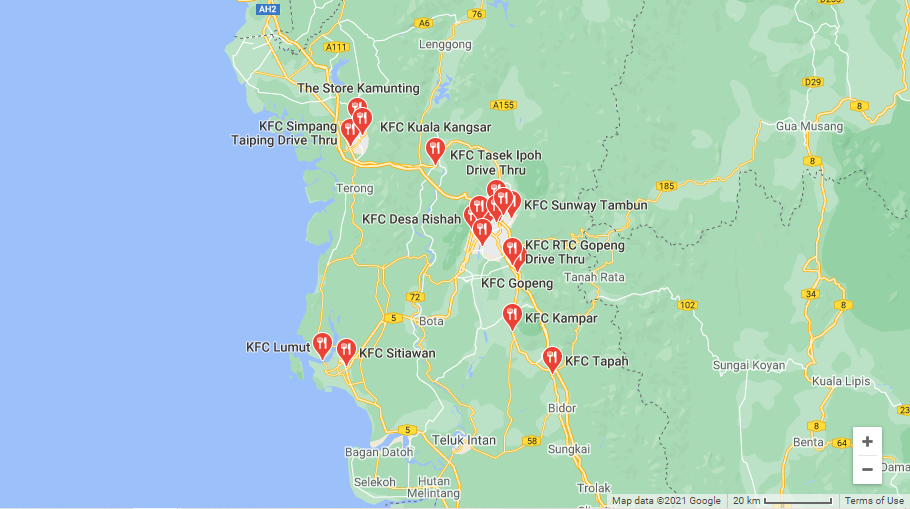 AH2
76
A6
Lenggong
A111
D29
The Store Kamunting
A155
8
KFC Simpang
Taiping Drive Thru
KFC Kuala Kangsar
Gua Musang
KFC Tasek Ipoh
Drive Thru
8
Terong
185
KFC Sunway Tambun
KFC Desa Rishah
KFC RTC Gopeng
Drive Thru
Tanah Rata
KFC Gopeng
72
34
8
102
5
Bota
KFC Kampar
KFC Lumut
KFC Sitiawan
KFC Tapah
Sungai Koyan
Kuala Lipis
Bidor
23
8
5
Teluk Intan
58
Benta
64
Bagan Datoh
Sungkai
Selekoh
Hutan
Melintang
Trolak
+
−
Map data ©2021 Google
20 km
Terms of Use